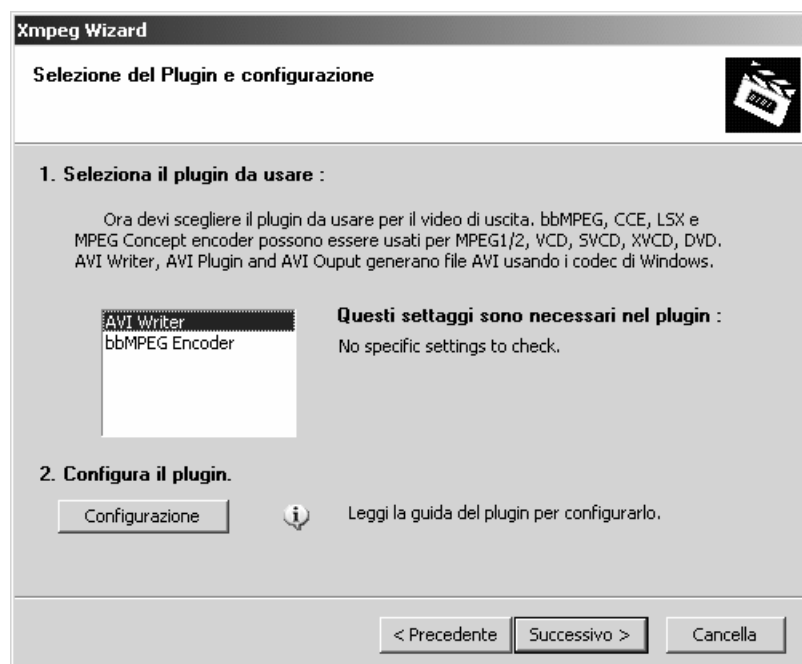 Xmpeg Wizard
Selezione del Plugin e configurazione
1. Seleziona il plugin da usare :
Ora devi scegliere il plugin da usare per il video di uscita. bbMPEG, CCE, LSX e
MPEG Concept encoder possono essere usati per MPEG1/2, VCD, SVCD, XVCD, DVD.
AVI Writer, AVI Plugin and AVI Ouput generano file AVI usando i codec di Windows.
AVI Writer
bbMPEG Encoder
Questi settaggi sono necessari nel plugin :
No specific settings to check.
2. Configura il plugin.
Configurazione
Leggi la guida del plugin per configurarlo.
< Precedente
Successivo >
Cancella